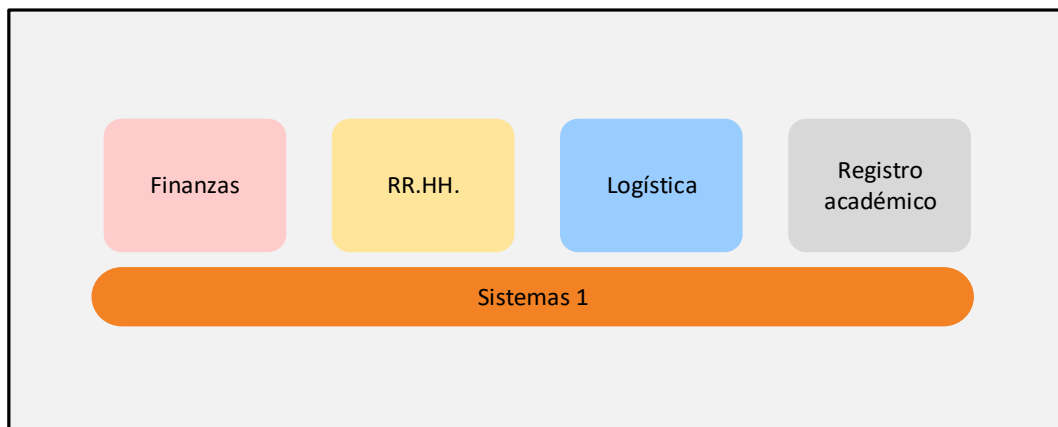 Finanzas
RR.HH.
Logística
Registro
académico
Sistemas 1